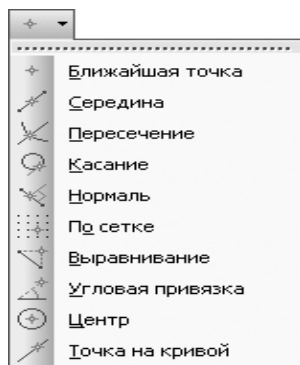 Ближайшая точка
Середина
Пересечение
Касание
Нормаль
По сетке
Выравнивание
Угловая привязка
Центр
Точка на кривой